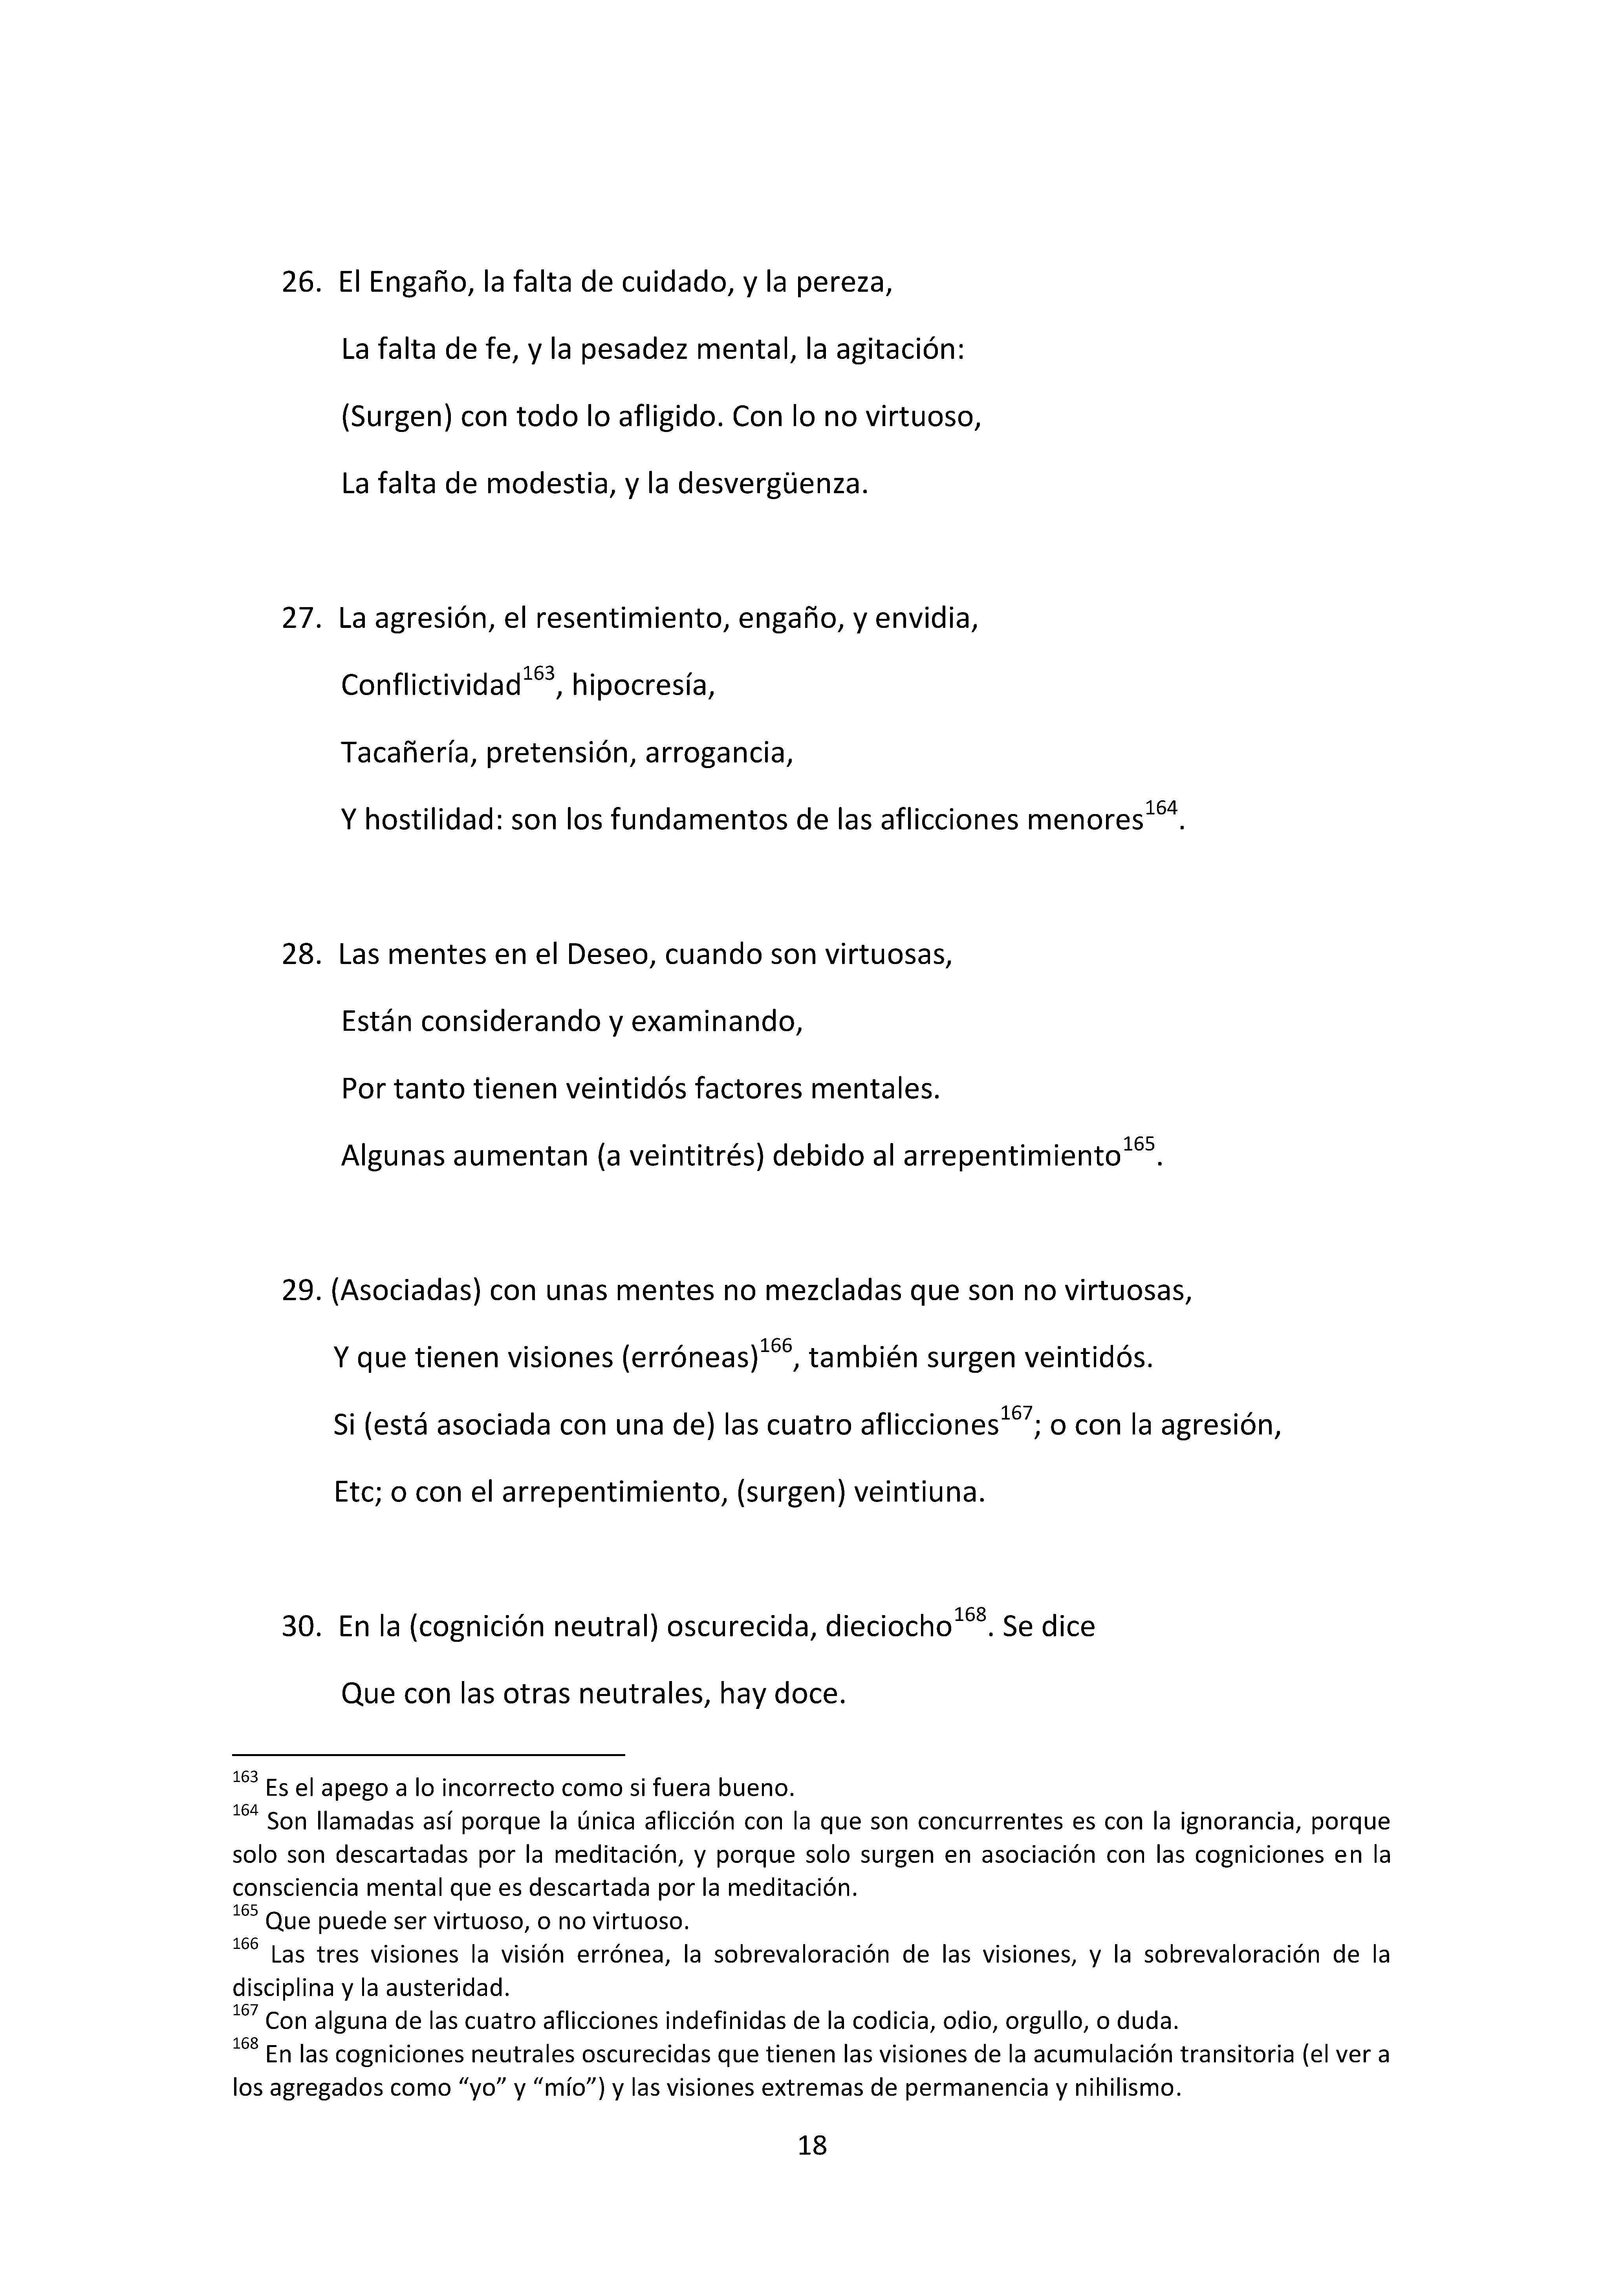 26. El Engaño, la falta de cuidado, y la pereza,
La falta de fe, y la pesadez mental, la agitación:
(Surgen) con todo lo afligido. Con lo no virtuoso,
La falta de modestia, y la desvergüenza.
27. La agresión, el resentimiento, engaño, y envidia,
Conflictividad163, hipocresía,
Tacañería, pretensión, arrogancia,
Y hostilidad: son los fundamentos de las aflicciones menores164.
28. Las mentes en el Deseo, cuando son virtuosas,
Están considerando y examinando,
Por tanto tienen veintidós factores mentales.
Algunas aumentan (a veintitrés) debido al arrepentimiento165.
29. (Asociadas) con unas mentes no mezcladas que son no virtuosas,
Y que tienen visiones (erróneas)166, también surgen veintidós.
Si (está asociada con una de) las cuatro aflicciones167; o con la agresión,
Etc; o con el arrepentimiento, (surgen) veintiuna.
30. En la (cognición neutral) oscurecida, dieciocho168. Se dice
Que con las otras neutrales, hay doce.
163 Es el apego a lo incorrecto como si fuera bueno.
164 Son llamadas así porque la única aflicción con la que son concurrentes es con la ignorancia, porque
solo son descartadas por la meditación, y porque solo surgen en asociación con las cogniciones en la
consciencia mental que es descartada por la meditación.
165 Que puede ser virtuoso, o no virtuoso.
166 Las tres visiones la visión errónea, la sobrevaloración de las visiones, y la sobrevaloración de la
disciplina y la austeridad.
167 Con alguna de las cuatro aflicciones indefinidas de la codicia, odio, orgullo, o duda.
168 En las cogniciones neutrales oscurecidas que tienen las visiones de la acumulación transitoria (el ver a
los agregados como “yo” y “mío”) y las visiones extremas de permanencia y nihilismo.
18